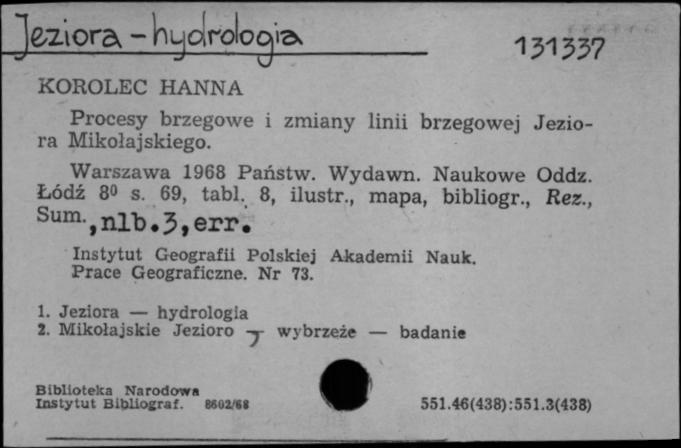 Jeziora - hydrologia
131337
KOROLEC HANNA
Procesy brzegowe i zmiany linii brzegowej Jezio-
ra Mikołajskiego.
Warszawa 1968 Państw. Wydawn. Naukowe Oddz.
Łódź 8⁰ s. 69, tabl. 8, ilustr., mapa, bibliogr., Rez.,
Sum., nlb.3, err.
Instytut Geografii Polskiej Akademii Nauk.
Prace Geograficzne. Nr 73.
1. Jeziora — hydrologia
2. Mikołajskie Jezioro — wybrzeże — badanie
Biblioteka Narodowa
Instytut Bibliograf. 8602/68
551.46(438):551.3(438)